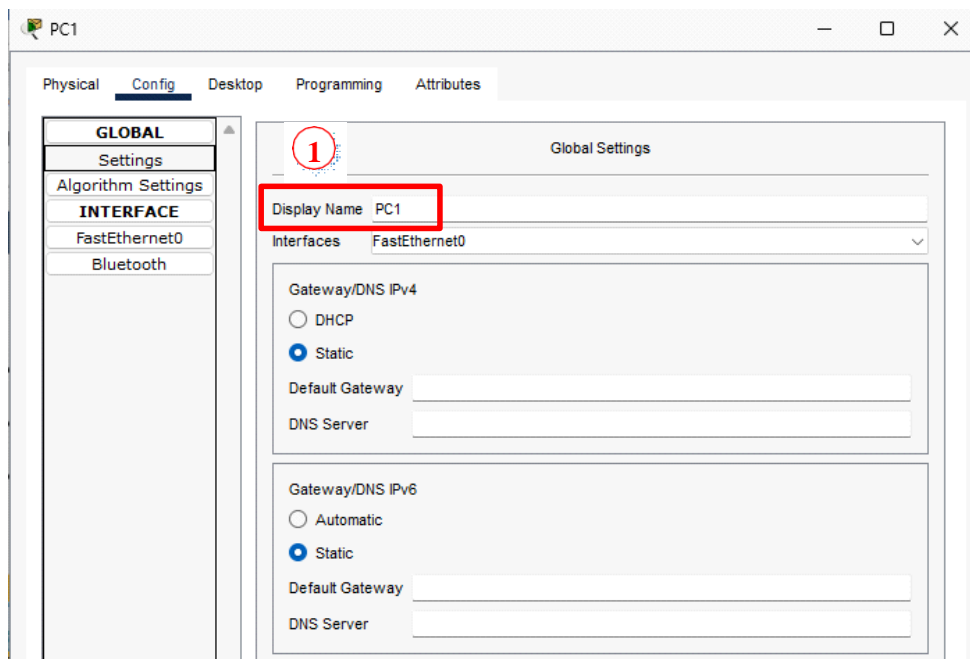 PC1
Physical Config Desktop Programming Attributes
GLOBAL
Settings
Algorithm Settings
INTERFACE
FastEthernet0
Bluetooth
1
Global Settings
Display Name PC1
Interfaces FastEthernet0
Gateway/DNS IPv4
DHCP
Static
Default Gateway
DNS Server
Gateway/DNS IPv6
Automatic
Static
Default Gateway
DNS Server